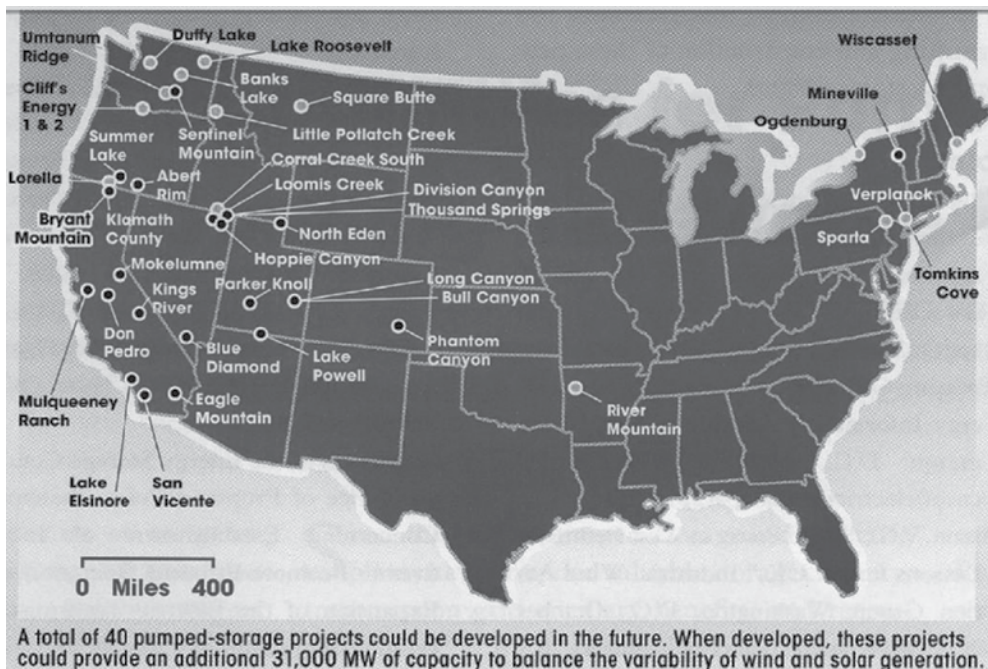 Umtanum
Ridge
Duffy Lake
Lake Roosevelt
Wiscasset
Banks
Lake
Square Butte
Mineville
Cliff's
Energy
1 & 2
Sentinel
Mountain
Little Potlatch Creek
Ogdenburg
Summer
Lake
Corral Creek South
Lorella
Abert
Rim
Loomis Creek
Division Canyon
Thousand Springs
Verplanck
Bryant
Mountain
Klamath
County
North Eden
Sparta
Hoppie Canyon
Mokelumne
Parker Knoll
Long Canyon
Bull Canyon
Tomkins
Cove
Kings
River
Don
Pedro
Blue
Diamond
Lake
Powell
Phantom
Canyon
Mulqueeney
Ranch
Eagle
Mountain
River
Mountain
Lake
Elsinore
San
Vicente
0 Miles 400
A total of 40 pumped-storage projects could be developed in the future. When developed, these projects
could provide an additional 31,000 MW of capacity to balance the variability of wind and solar generation.